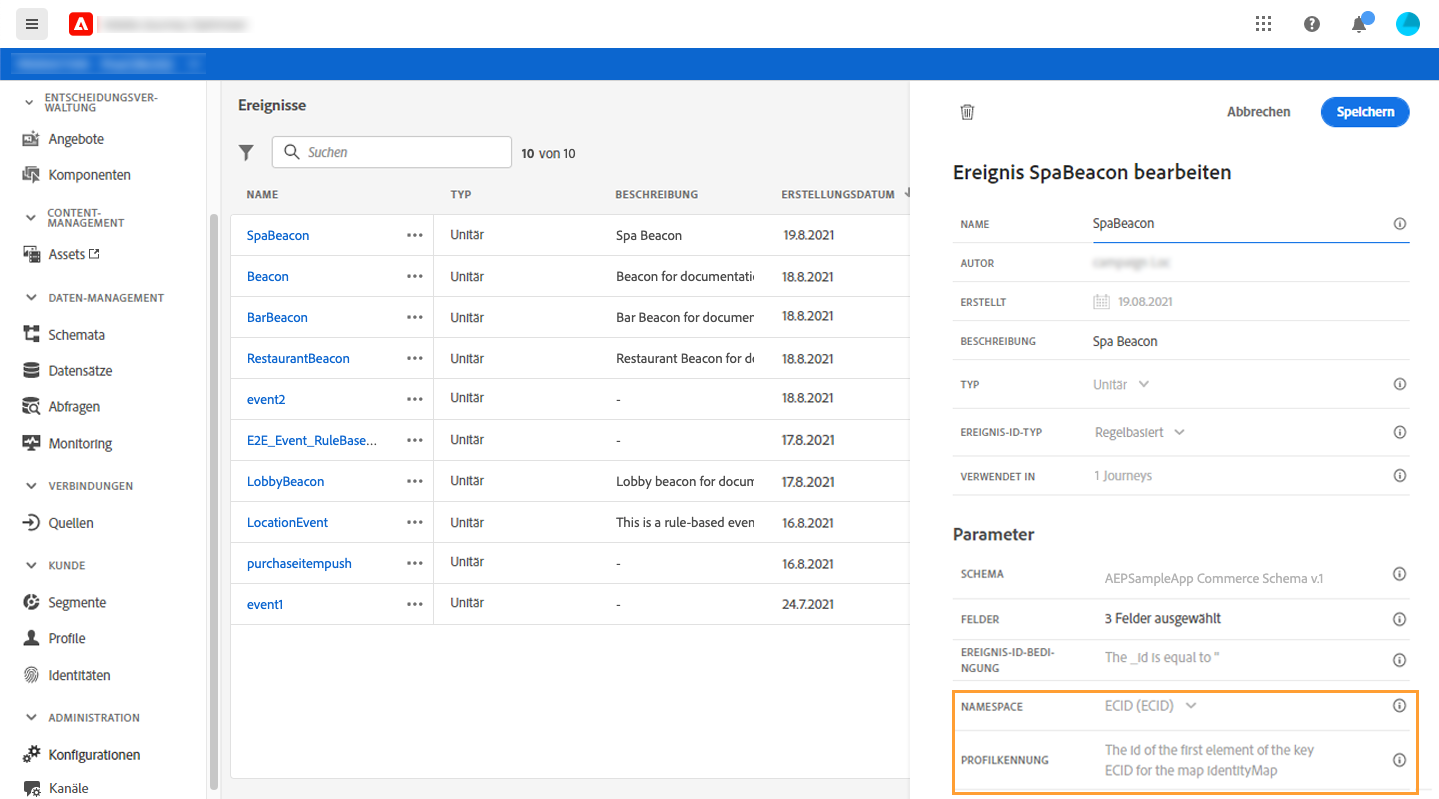 ENTSCHEIDUNGSVER-
WALTUNG
Angebote
Komponenten
CONTENT-
MANAGEMENT
Assets
DATEN-MANAGEMENT
Schemata
Datensätze
Abfragen
Monitoring
VERBINDUNGEN
Quellen
KUNDE
Segmente
Profile
Identitäten
ADMINISTRATION
Konfigurationen
Kanäle
Ereignisse
Suchen
10 von 10
NAME TYP BESCHREIBUNG ERSTELLUNGSDATUM
SpaBeacon ••• Unitär Spa Beacon 19.8.2021
Beacon ••• Unitär Beacon for documentati 18.8.2021
BarBeacon ••• Unitär Bar Beacon for documen 18.8.2021
RestaurantBeacon ••• Unitär Restaurant Beacon for d 18.8.2021
event2 ••• Unitär - 18.8.2021
E2E_Event_RuleBase... ••• Unitär - 17.8.2021
LobbyBeacon ••• Unitär Lobby beacon for docum 17.8.2021
LocationEvent ••• Unitär This is a rule-based even 16.8.2021
purchaseitempush ••• Unitär - 16.8.2021
event1 ••• Unitär - 24.7.2021
Abbrechen
Speichern
Ereignis SpaBeacon bearbeiten
NAME SpaBeacon
AUTOR
ERSTELLT 19.08.2021
BESCHREIBUNG Spa Beacon
TYP Unitär
EREIGNIS-ID-TYP Regelbasiert
VERWENDET IN 1 Journeys
Parameter
SCHEMA AEPSampleApp Commerce Schema v.1
FELDER 3 Felder ausgewählt
EREIGNIS-ID-BEDI-
NGUNG
The _id is equal to ''
NAMESPACE ECID (ECID)
PROFILKENNUNG
The id of the first element of the key
ECID for the map identityMap